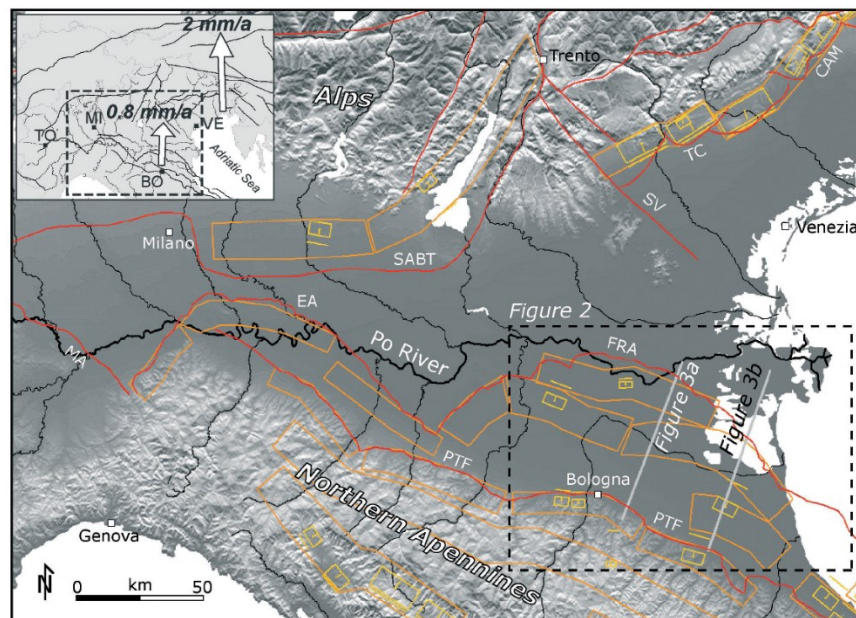 2 mm/a
0.8 mm/a
TO
MI
VE
BO
Adriatic Sea
Alps
Trento
CAM
TC
SV
Venezia
Milano
SABT
EA
Figure 2
MA
Po River
FRA
Figure 3a
Figure 3b
PTF
Bologna
PTF
Northern Apennines
Genova
N
0 km 50